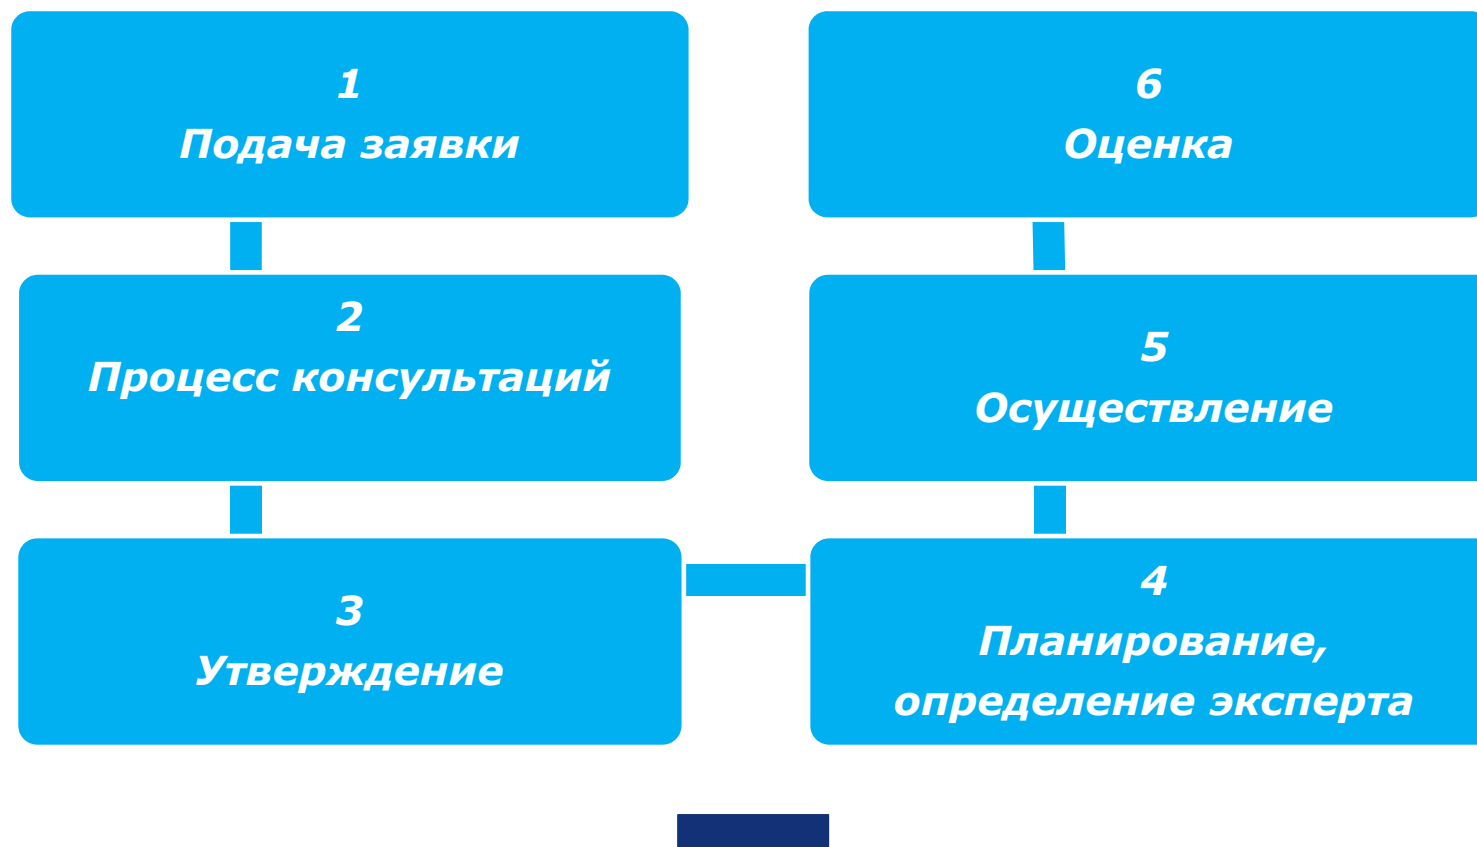 1
Подача заявки
2
Процесс консультаций
3
Утверждение
4
Планирование,
определение эксперта
5
Осуществление
6
Оценка